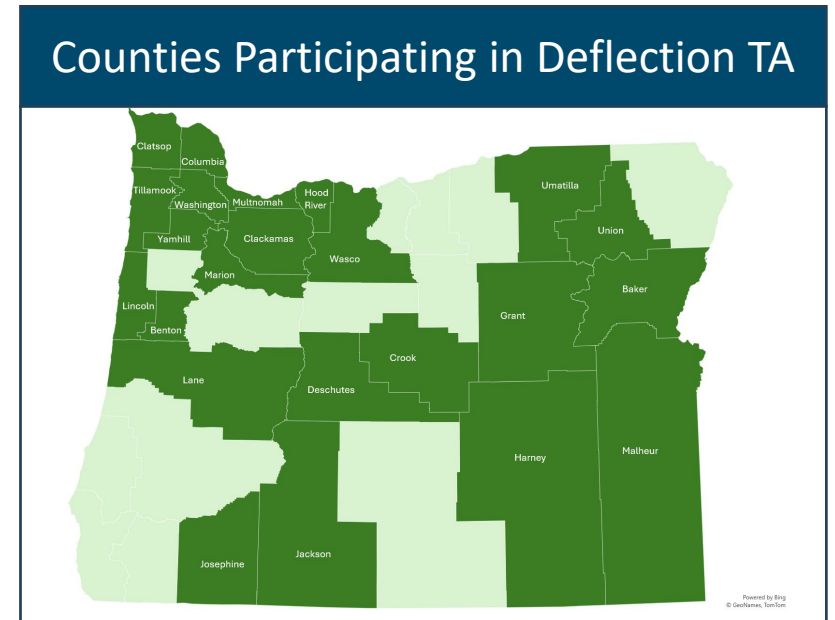 Counties Participating in Deflection TA
Clatsop
Columbia
Tillamook
Washington
Multnomah
Hood
River
Umatilla
Union
Yamhill
Clackamas
Wasco
Marion
Baker
Lincoln
Benton
Grant
Crook
Lane
Deschutes
Harney
Malheur
Josephine
Jackson
Powered by Bing
© GeoNames, TomTom